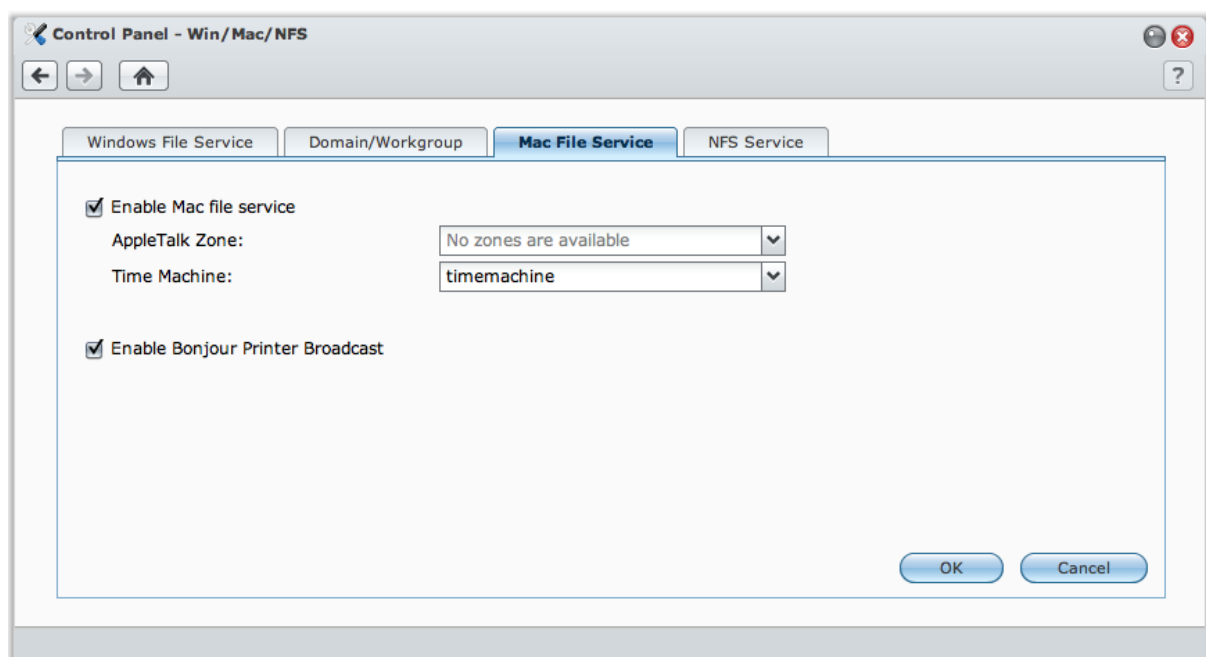 Control Panel - Win/Mac/NFS
?
Windows File Service Domain/Workgroup Mac File Service NFS Service
Enable Mac file service
AppleTalk Zone: No zones are available
Time Machine: timemachine
Enable Bonjour Printer Broadcast
OK Cancel